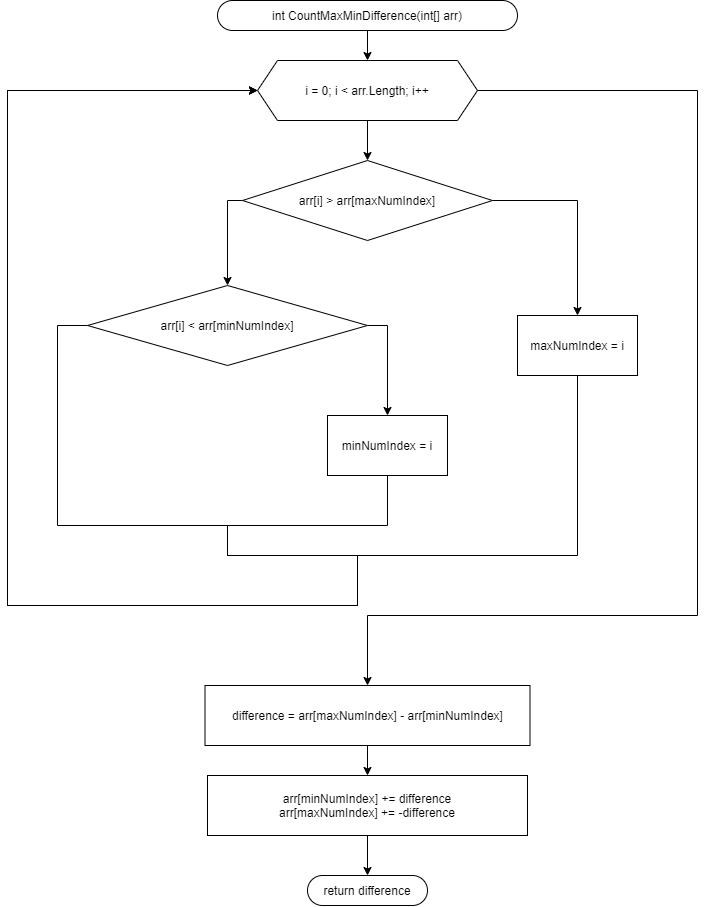 int CountMaxMinDifference(int[] arr)
i = 0; i < arr.Length; i++
arr[i] > arr[maxNumIndex]
arr[i] < arr[minNumIndex]
maxNumIndex = i
minNumIndex = i
difference = arr[maxNumIndex] - arr[minNumIndex]
arr[minNumIndex] += difference
arr[maxNumIndex] += -difference
return difference